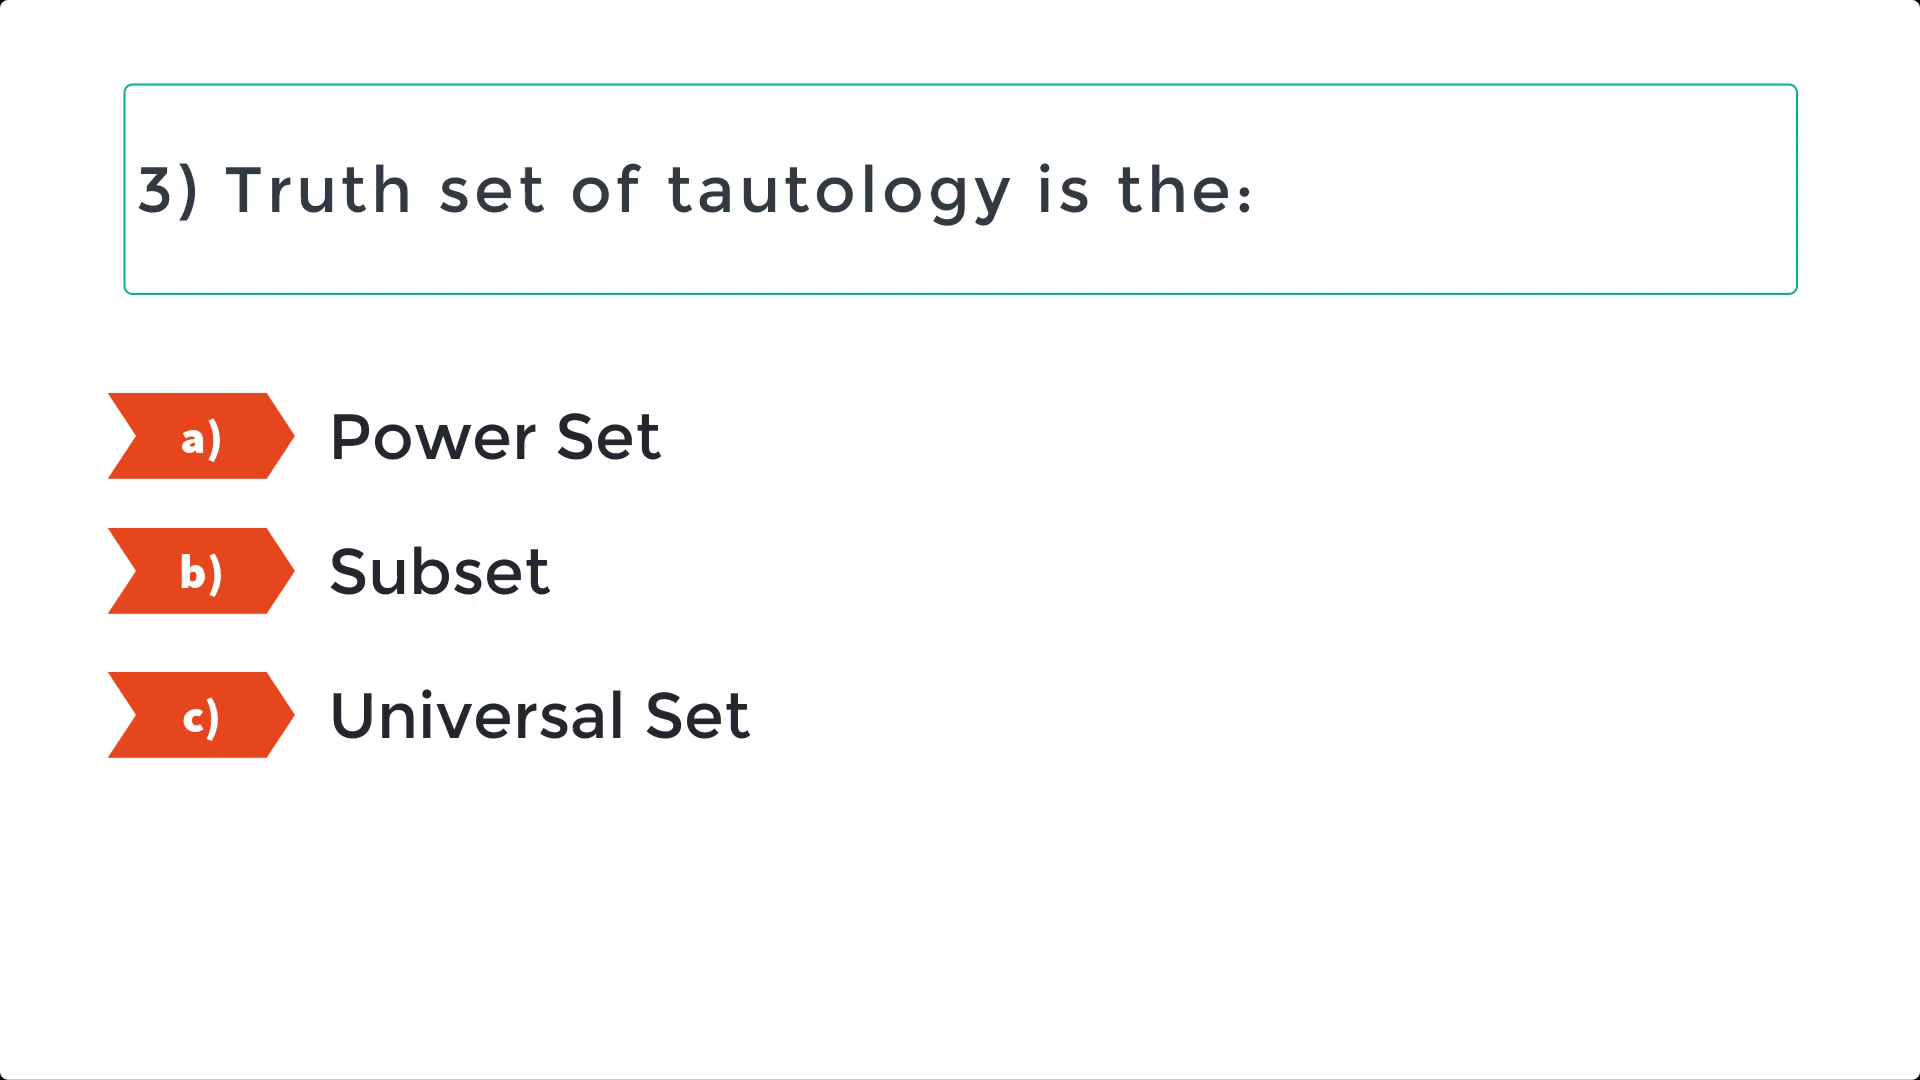 3) Truth set of tautology is the:
a) Power Set
b) Subset
c) Universal Set